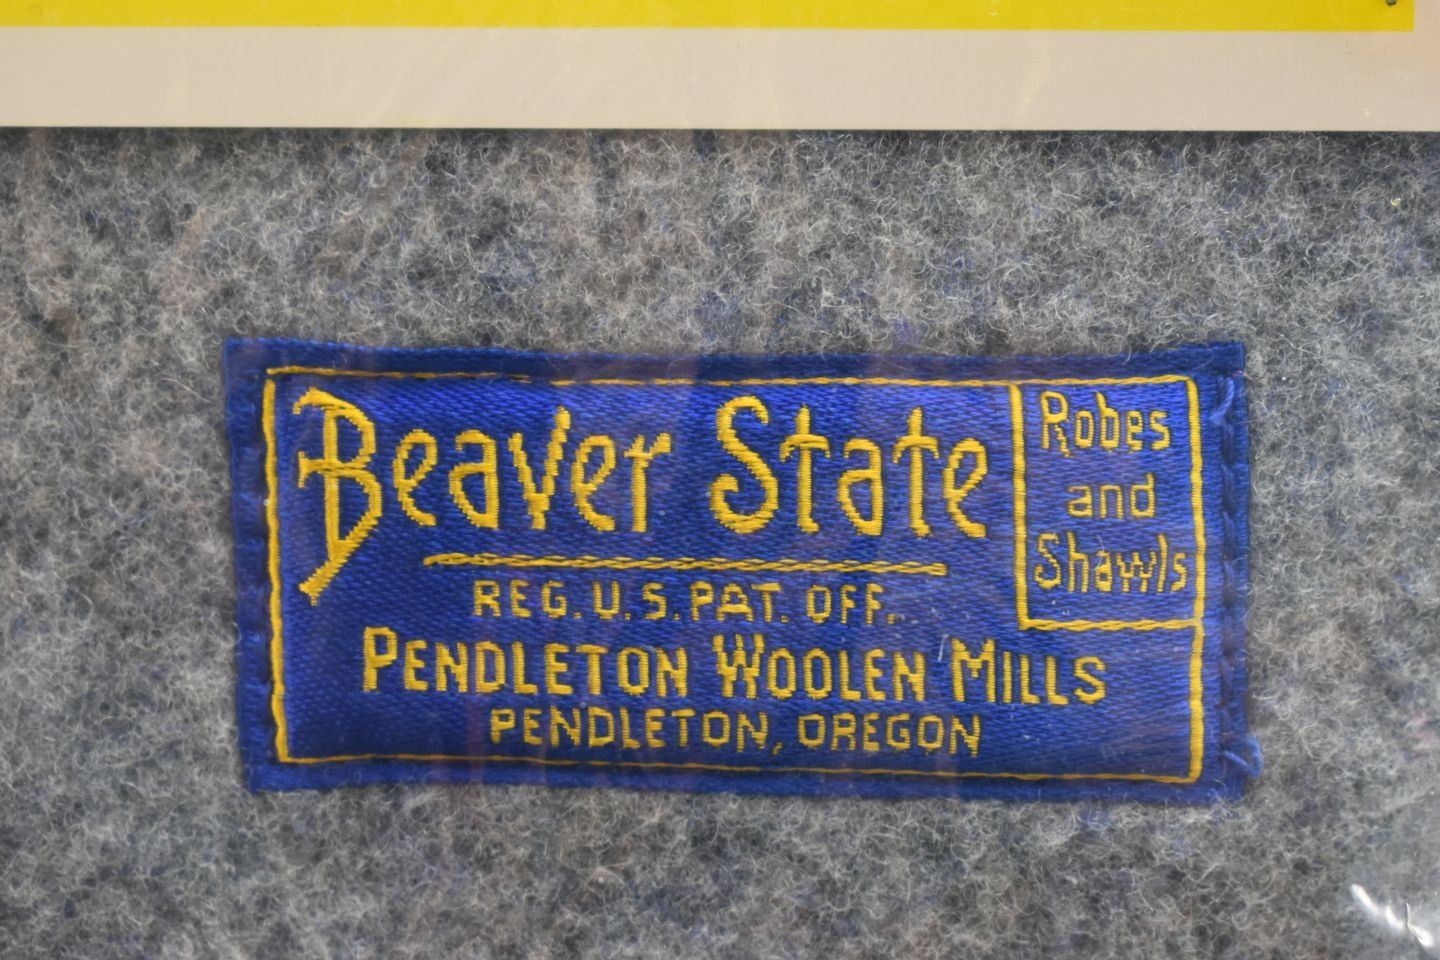 Beaver State
Robes
and
Shawls
REG. U. S. PAT. OFF.
PENDLETON WOOLEN MILLS
PENDLETON, OREGON